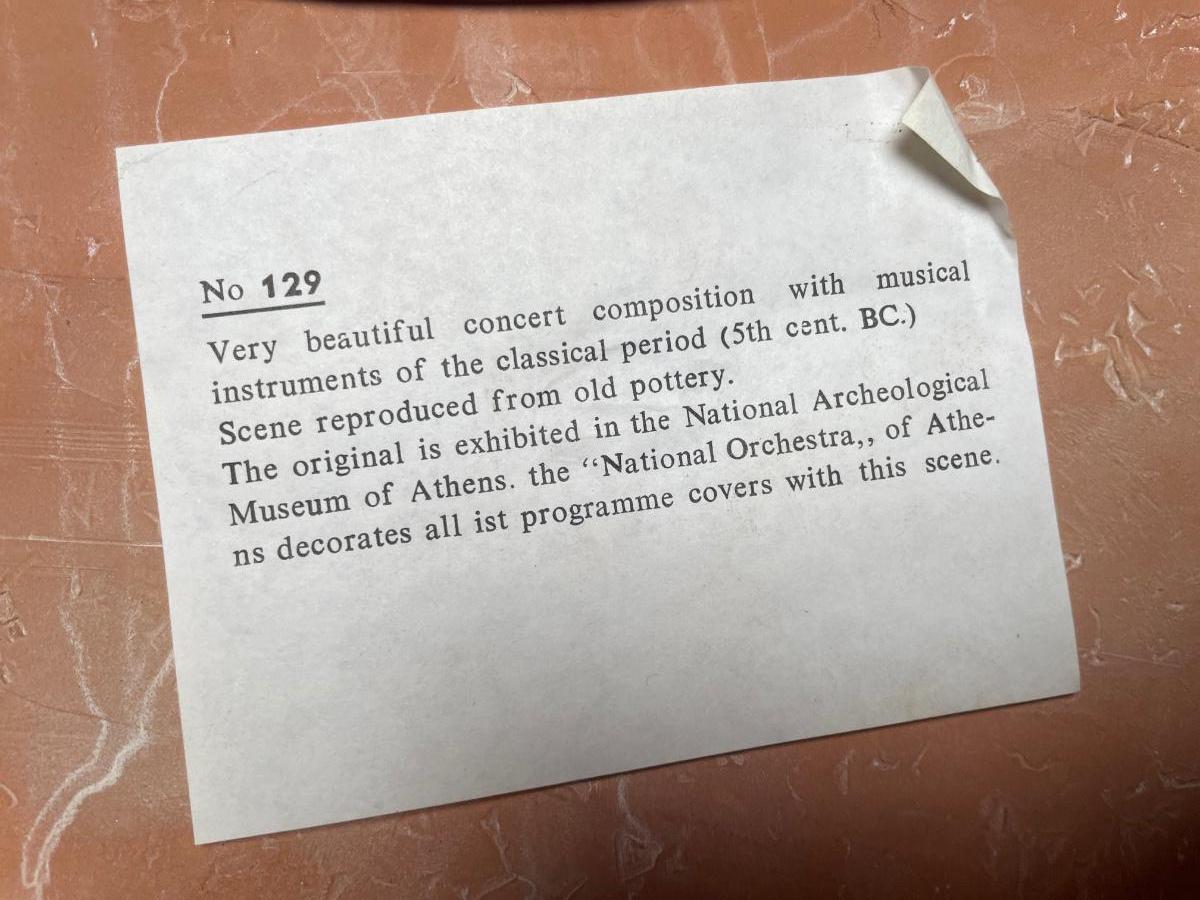 No 129
Very beautiful concert composition with musical
instruments of the classical period (5th cent. BC.)
Scene reproduced from old pottery.
The original is exhibited in the National Archeological
Museum of Athens. the “National Orchestra,, of Athe-
ns decorates all ist programme covers with this scene.